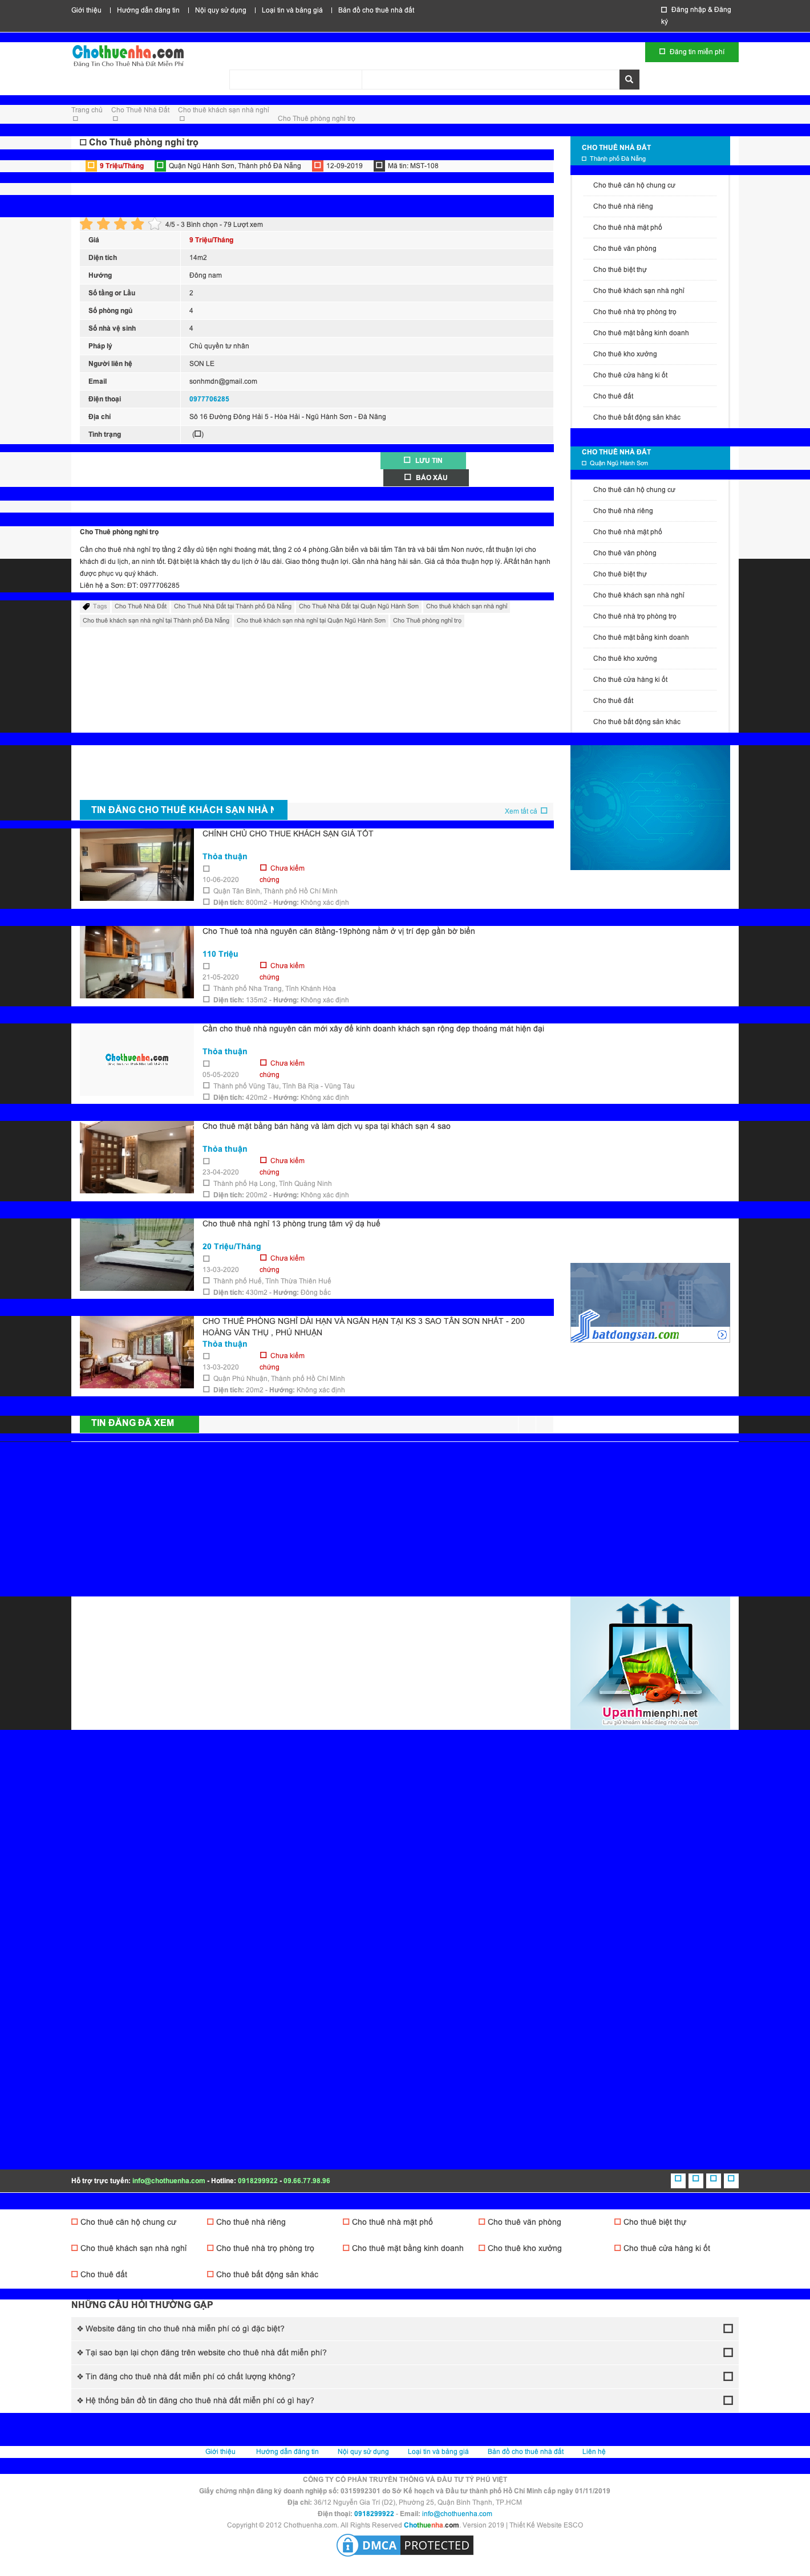 Giới thiệu | Hướng dẫn đăng tin | Nội quy sử dụng | Loại tin và bảng giá | Bản đồ cho thuê nhà đất
Đăng nhập & Đăng ký
Chothuenha.com
Đăng Tin Cho Thuê Nhà Đất Miễn Phí
Đăng tin miễn phí
Trang chủ Cho Thuê Nhà Đất Cho thuê khách sạn nhà nghỉ Cho Thuê phòng nghỉ trọ
Cho Thuê phòng nghỉ trọ
9 Triệu/Tháng Quận Ngũ Hành Sơn, Thành phố Đà Nẵng 12-09-2019 Mã tin: MST-108
4/5 - 3 Bình chọn - 79 Lượt xem
Giá 9 Triệu/Tháng
Diện tích 14m2
Hướng Đông nam
Số tầng or Lầu 2
Số phòng ngủ 4
Số nhà vệ sinh 4
Pháp lý Chủ quyền tư nhân
Người liên hệ SON LE
Email sonhmdn@gmail.com
Điện thoại 0977706285
Địa chỉ Số 16 Đường Đông Hải 5 - Hòa Hải - Ngũ Hành Sơn - Đà Nẵng
Tình trạng ()
LƯU TIN
BÁO XẤU
Cho Thuê phòng nghỉ trọ
Cần cho thuê nhà nghỉ trọ tầng 2 đầy đủ tiện nghi thoáng mát, tầng 2 có 4 phòng.Gần biển và bãi tắm Tân trà và bãi tắm Non nước, rất thuận lợi cho
khách đi du lịch, an ninh tốt. Đặt biệt là khách tây du lịch ở lâu dài. Giao thông thuận lợi. Gần nhà hàng hải sản. Giá cả thỏa thuận hợp lý. ÄRất hân hạnh
được phục vụ quý khách.
Liên hệ a Sơn: ĐT: 0977706285
Tags Cho Thuê Nhà Đất Cho Thuê Nhà Đất tại Thành phố Đà Nẵng Cho Thuê Nhà Đất tại Quận Ngũ Hành Sơn Cho thuê khách sạn nhà nghỉ
Cho thuê khách sạn nhà nghỉ tại Thành phố Đà Nẵng Cho thuê khách sạn nhà nghỉ tại Quận Ngũ Hành Sơn Cho Thuê phòng nghỉ trọ
CHO THUÊ NHÀ ĐẤT
Thành phố Đà Nẵng
Cho thuê căn hộ chung cư
Cho thuê nhà riêng
Cho thuê nhà mặt phố
Cho thuê văn phòng
Cho thuê biệt thự
Cho thuê khách sạn nhà nghỉ
Cho thuê nhà trọ phòng trọ
Cho thuê mặt bằng kinh doanh
Cho thuê kho xưởng
Cho thuê cửa hàng ki ốt
Cho thuê đất
Cho thuê bất động sản khác
CHO THUÊ NHÀ ĐẤT
Quận Ngũ Hành Sơn
Cho thuê căn hộ chung cư
Cho thuê nhà riêng
Cho thuê nhà mặt phố
Cho thuê văn phòng
Cho thuê biệt thự
Cho thuê khách sạn nhà nghỉ
Cho thuê nhà trọ phòng trọ
Cho thuê mặt bằng kinh doanh
Cho thuê kho xưởng
Cho thuê cửa hàng ki ốt
Cho thuê đất
Cho thuê bất động sản khác
TIN ĐĂNG CHO THUÊ KHÁCH SẠN NHÀ
Xem tất cả
CHÍNH CHỦ CHO THUE KHÁCH SẠN GIÁ TỐT
Thỏa thuận
10-06-2020 Chưa kiểm chứng
Quận Tân Bình, Thành phố Hồ Chí Minh
Diện tích: 800m2 - Hướng: Không xác định
Cho Thuê toà nhà nguyên căn 8tầng-19phòng nằm ở vị trí đẹp gần bờ biển
110 Triệu
21-05-2020 Chưa kiểm chứng
Thành phố Nha Trang, Tỉnh Khánh Hòa
Diện tích: 135m2 - Hướng: Không xác định
Chothuenha.com
Cần cho thuê nhà nguyên căn mới xây để kinh doanh khách sạn rộng đẹp thoáng mát hiện đại
Thỏa thuận
05-05-2020 Chưa kiểm chứng
Thành phố Vũng Tàu, Tỉnh Bà Rịa - Vũng Tàu
Diện tích: 420m2 - Hướng: Không xác định
Cho thuê mặt bằng bán hàng và làm dịch vụ spa tại khách sạn 4 sao
Thỏa thuận
23-04-2020 Chưa kiểm chứng
Thành phố Hạ Long, Tỉnh Quảng Ninh
Diện tích: 200m2 - Hướng: Không xác định
Cho thuê nhà nghỉ 13 phòng trung tâm vỹ dạ huế
20 Triệu/Tháng
13-03-2020 Chưa kiểm chứng
Thành phố Huế, Tỉnh Thừa Thiên Huế
Diện tích: 430m2 - Hướng: Đông bắc
CHO THUÊ PHÒNG NGHỈ DÀI HẠN VÀ NGẮN HẠN TẠI KS 3 SAO TÂN SƠN NHẤT - 200
HOÀNG VĂN THỤ , PHÚ NHUẬN
Thỏa thuận
13-03-2020 Chưa kiểm chứng
Quận Phú Nhuận, Thành phố Hồ Chí Minh
Diện tích: 20m2 - Hướng: Không xác định
batdongsan.com
TIN ĐĂNG ĐÃ XEM
Upanhmienphi.net
Lưu giữ khoảnh khắc đáng nhớ của bạn
Hỗ trợ trực tuyến: info@chothuenha.com - Hotline: 0918299922 - 09.66.77.98.96
Cho thuê căn hộ chung cư Cho thuê nhà riêng Cho thuê nhà mặt phố Cho thuê văn phòng Cho thuê biệt thự
Cho thuê khách sạn nhà nghỉ Cho thuê nhà trọ phòng trọ Cho thuê mặt bằng kinh doanh Cho thuê kho xưởng Cho thuê cửa hàng ki ốt
Cho thuê đất Cho thuê bất động sản khác
NHỮNG CÂU HỎI THƯỜNG GẶP
❖ Website đăng tin cho thuê nhà miễn phí có gì đặc biệt?
❖ Tại sao bạn lại chọn đăng trên website cho thuê nhà đất miễn phí?
❖ Tin đăng cho thuê nhà đất miễn phí có chất lượng không?
❖ Hệ thống bản đồ tin đăng cho thuê nhà đất miễn phí có gì hay?
Giới thiệu Hướng dẫn đăng tin Nội quy sử dụng Loại tin và bảng giá Bản đồ cho thuê nhà đất Liên hệ
CÔNG TY CỔ PHẦN TRUYỀN THÔNG VÀ ĐẦU TƯ TỶ PHÚ VIỆT
Giấy chứng nhận đăng ký doanh nghiệp số: 0315992301 do Sở Kế hoạch và Đầu tư thành phố Hồ Chí Minh cấp ngày 01/11/2019
Địa chỉ: 36/12 Nguyễn Gia Trí (D2), Phường 25, Quận Bình Thạnh, TP.HCM
Điện thoại: 0918299922 - Email: info@chothuenha.com
Copyright © 2012 Chothuenha.com. All Rights Reserved Chothuenha.com. Version 2019 | Thiết Kế Website ESCO
DMCA PROTECTED